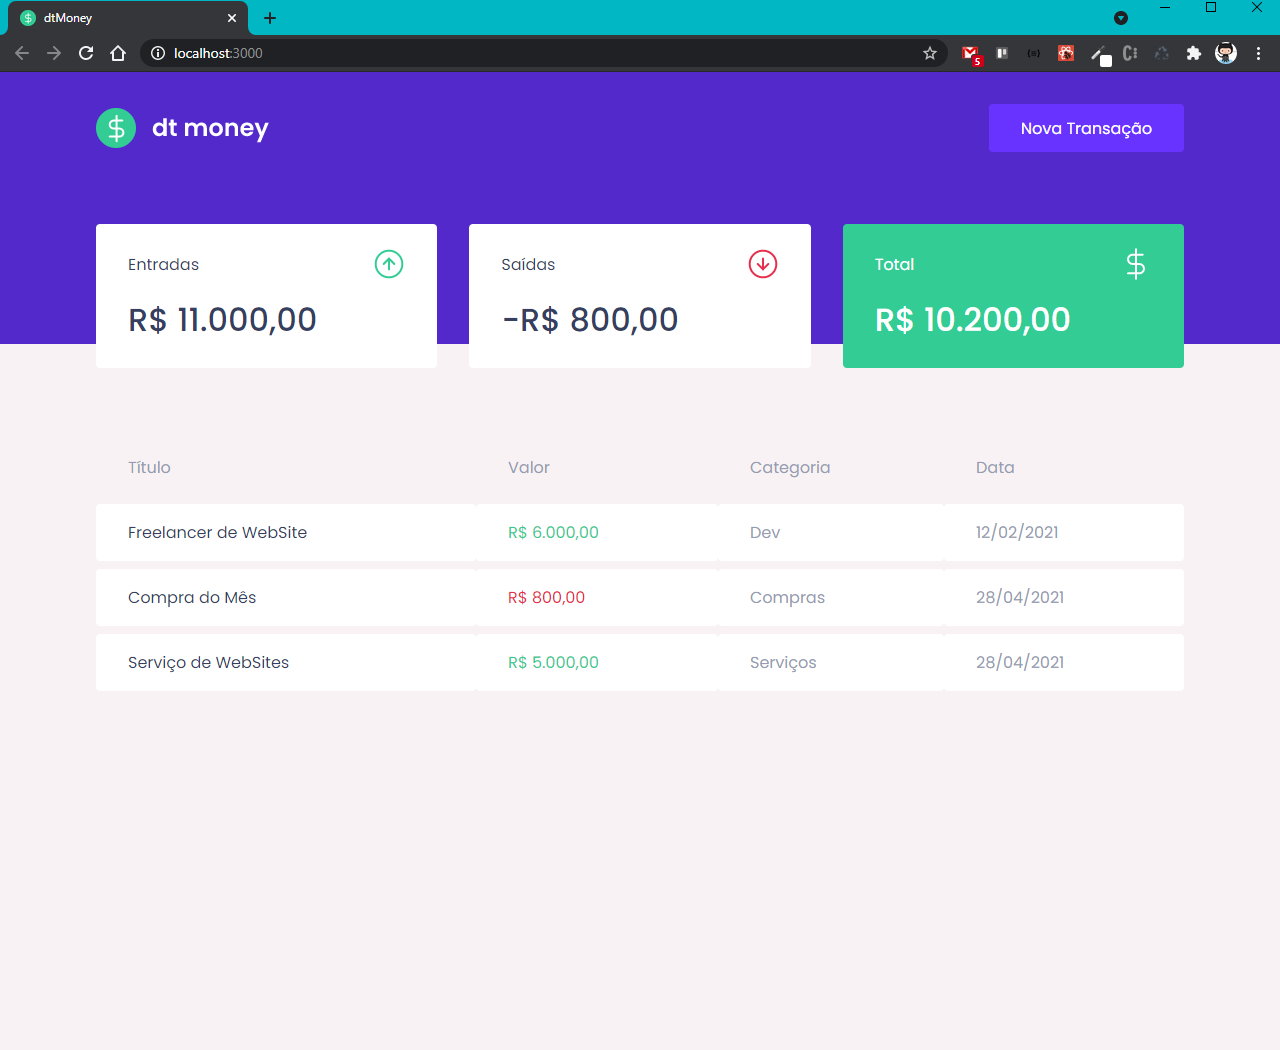 dtMoney
localhost:3000
5
dt money
Nova Transação
Entradas
R$ 11.000,00
Saídas
-R$ 800,00
Total
R$ 10.200,00
Título Valor Categoria Data
Freelancer de WebSite R$ 6.000,00 Dev 12/02/2021
Compra do Mês R$ 800,00 Compras 28/04/2021
Serviço de WebSites R$ 5.000,00 Serviços 28/04/2021